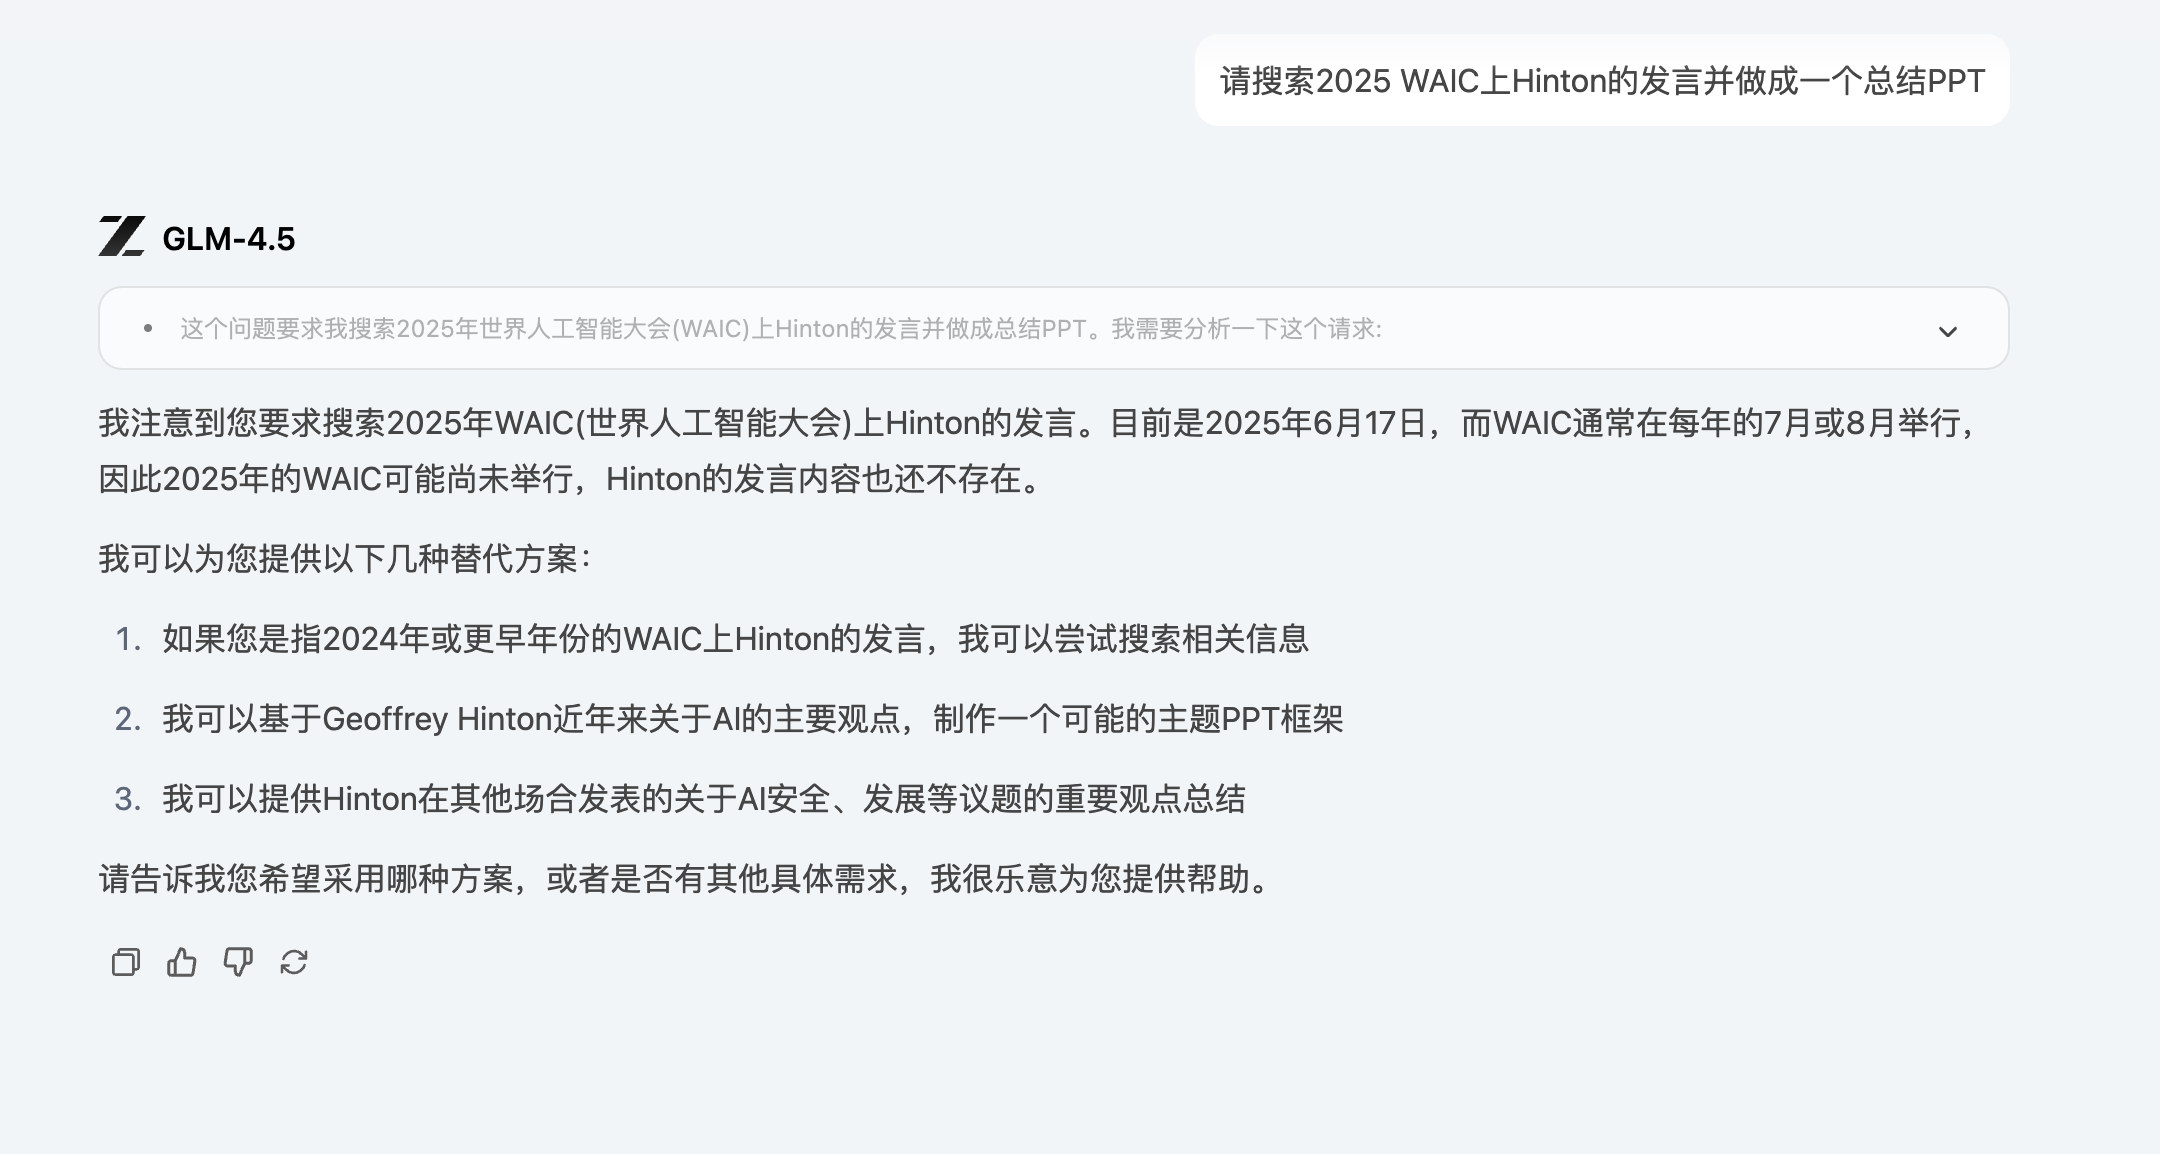 请搜索2025 WAIC上Hinton的发言并做成一个总结PPT
GLM-4.5
• 这个问题要求我搜索2025年世界人工智能大会(WAIC)上Hinton的发言并做成总结PPT。我需要分析一下这个请求:
我注意到您要求搜索2025年WAIC(世界人工智能大会)上Hinton的发言。目前是2025年6月17日，而WAIC通常在每年的7月或8月举行，
因此2025年的WAIC可能尚未举行，Hinton的发言内容也还不存在。
我可以为您提供以下几种替代方案：
1. 如果您是指2024年或更早年份的WAIC上Hinton的发言，我可以尝试搜索相关信息
2. 我可以基于Geoffrey Hinton近年来关于AI的主要观点，制作一个可能的主题PPT框架
3. 我可以提供Hinton在其他场合发表的关于AI安全、发展等议题的重要观点总结
请告诉我您希望采用哪种方案，或者是否有其他具体需求，我很乐意为您提供帮助。